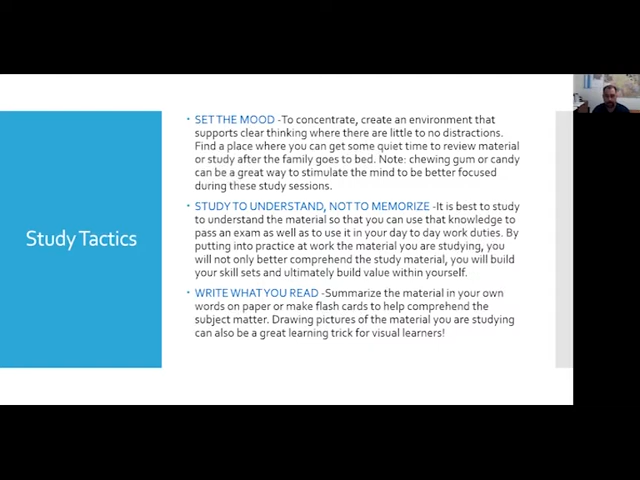 Study Tactics
SET THE MOOD -To concentrate, create an environment that
supports clear thinking where there are little to no distractions.
Find a place where you can get some quiet time to review material
or study after the family goes to bed. Note: chewing gum or candy
can be a great way to stimulate the mind to be better focused
during these study sessions.
STUDY TO UNDERSTAND, NOT TO MEMORIZE -It is best to study
to understand the material so that you can use that knowledge to
pass an exam as well as to use it in your day to day work duties. By
putting into practice at work the material you are studying, you
will not only better comprehend the study material, you will build
your skill sets and ultimately build value within yourself.
WRITE WHAT YOU READ -Summarize the material in your own
words on paper or make flash cards to help comprehend the
subject matter. Drawing pictures of the material you are studying
can also be a great learning trick for visual learners!